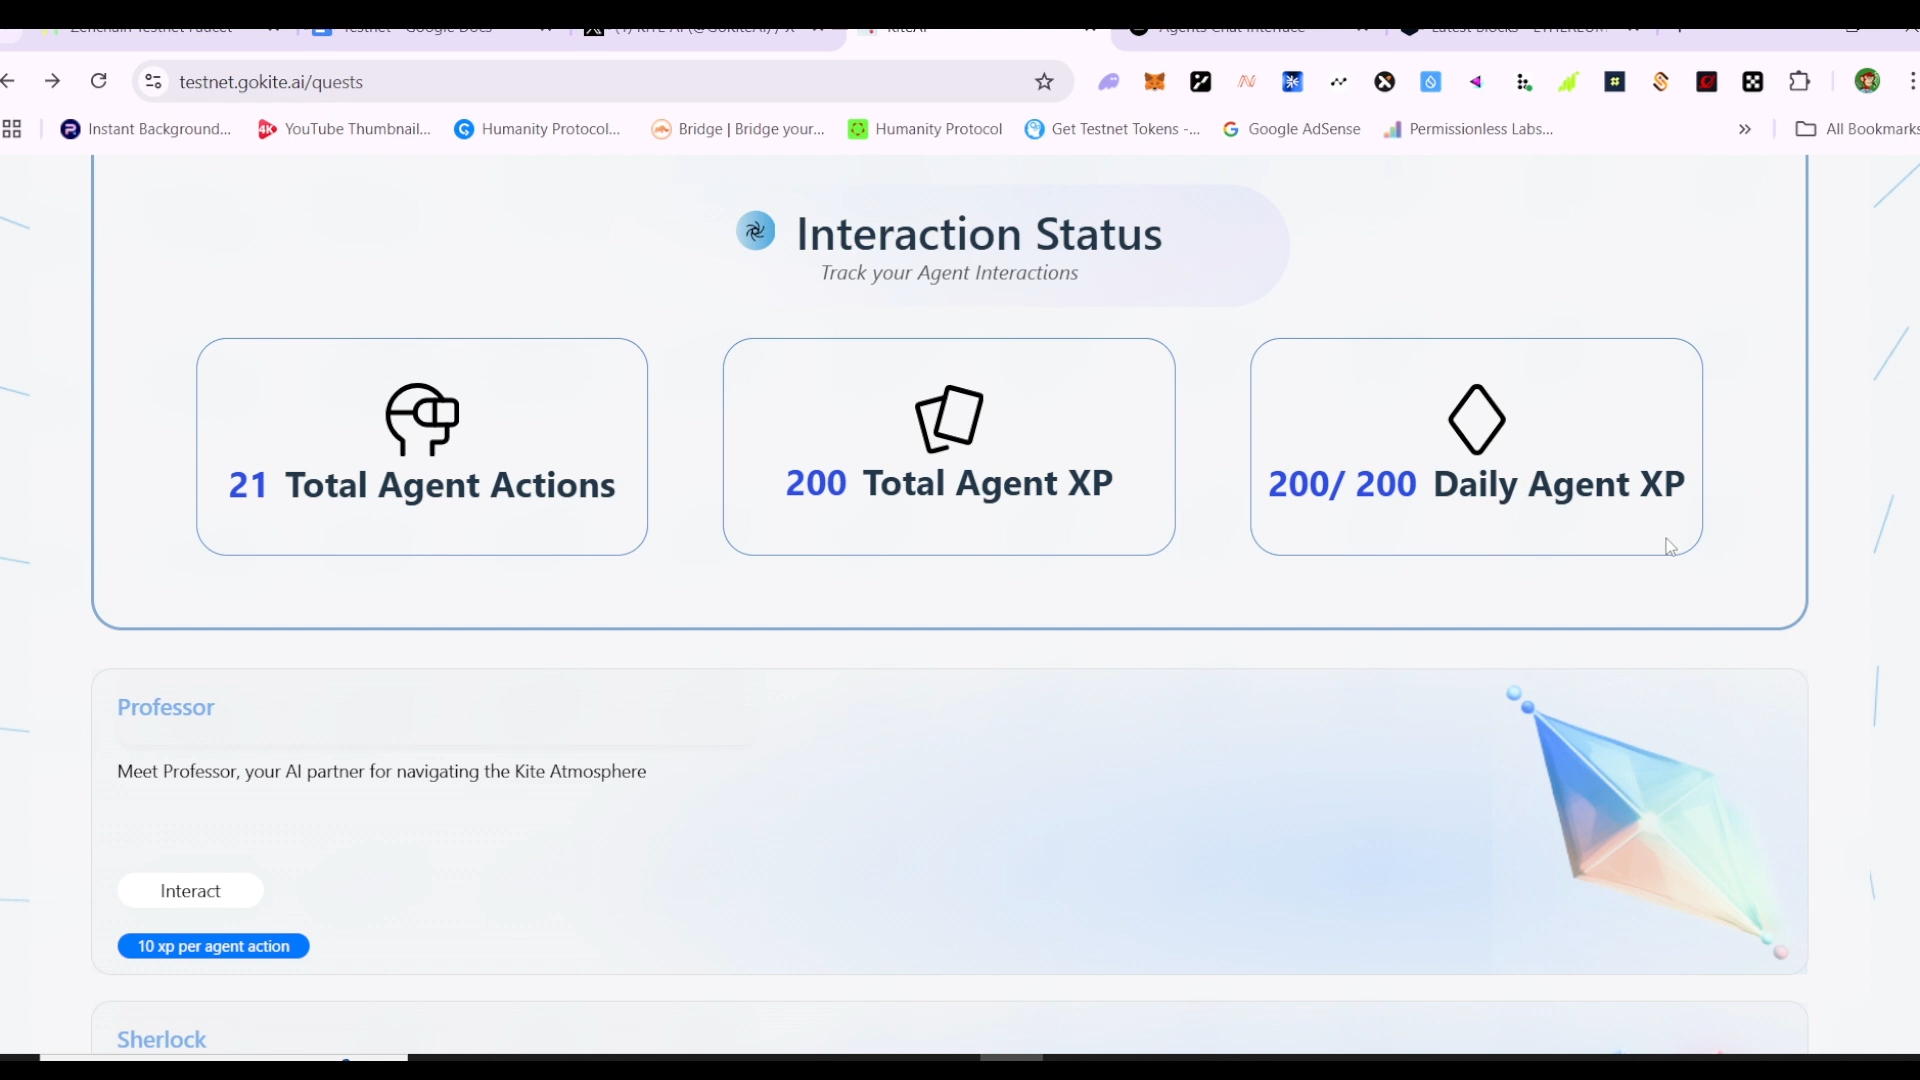 testnet.gokite.ai/quests
Instant Background...
YouTube Thumbnail...
Humanity Protocol...
Bridge | Bridge your...
Humanity Protocol
Get Testnet Tokens -...
Google AdSense
Permissionless Labs...
»
All Bookmarks
Interaction Status
Track your Agent Interactions
21 Total Agent Actions
200 Total Agent XP
200/ 200 Daily Agent XP
Professor
Meet Professor, your AI partner for navigating the Kite Atmosphere
Interact
10 xp per agent action
Sherlock